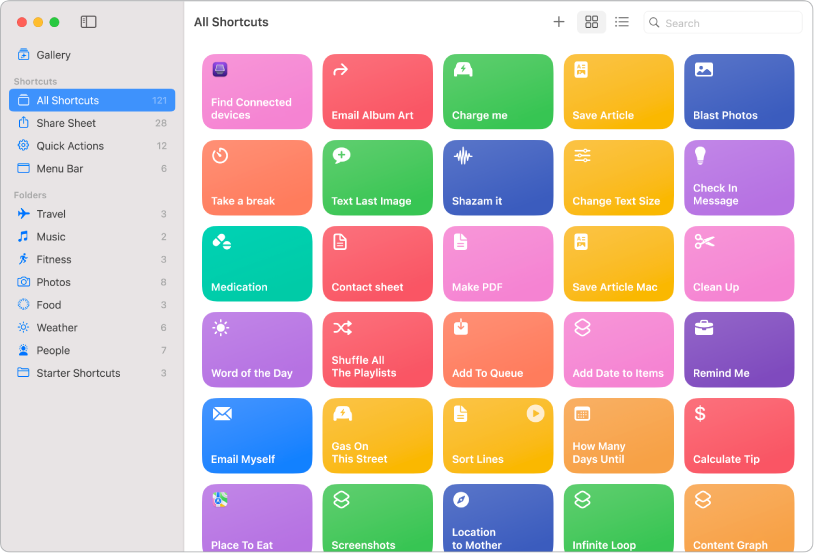 All Shortcuts
Search
Gallery
Shortcuts
All Shortcuts 121
Share Sheet 28
Quick Actions 12
Menu Bar 6
Folders
Travel 3
Music 2
Fitness 3
Photos 8
Food 3
Weather 6
People 7
Starter Shortcuts 3
Find Connected
devices
Email Album Art
Charge me
Save Article
Blast Photos
Take a break
Text Last Image
Shazam it
Change Text Size
Check In
Message
Medication
Contact sheet
Make PDF
Save Article Mac
Clean Up
Word of the Day
Shuffle All
The Playlists
Add To Queue
Add Date to Items
Remind Me
Email Myself
Gas On
This Street
Sort Lines
How Many
Days Until
$
Calculate Tip
Place To Eat
Screenshots
Location
to Mother
Infinite Loop
Content Graph